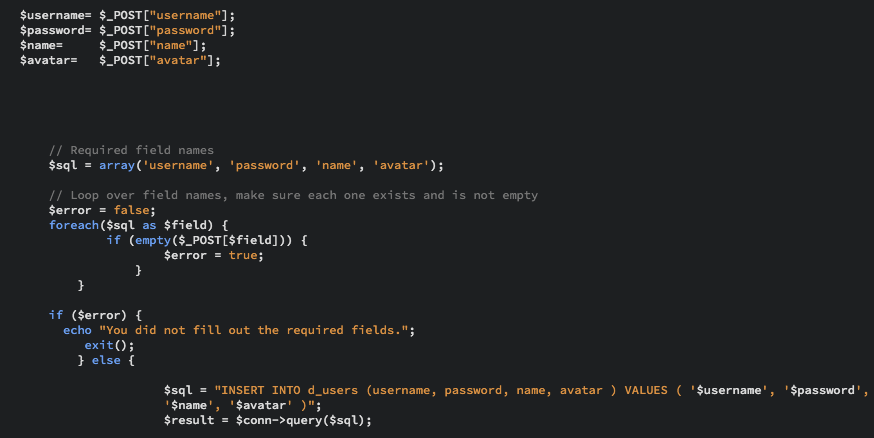 $username= $_POST["username"];
$password= $_POST["password"];
$name=     $_POST["name"];
$avatar=   $_POST["avatar"];
// Required field names
$sql = array('username', 'password', 'name', 'avatar');
// Loop over field names, make sure each one exists and is not empty
$error = false;
foreach($sql as $field) {
if (empty($_POST[$field])) {
$error = true;
}
}
if ($error) {
echo "You did not fill out the required fields.";
exit();
} else {
$sql = "INSERT INTO d_users (username, password, name, avatar ) VALUES ( '$username', '$password',
'$name', '$avatar' )";
$result = $conn->query($sql);